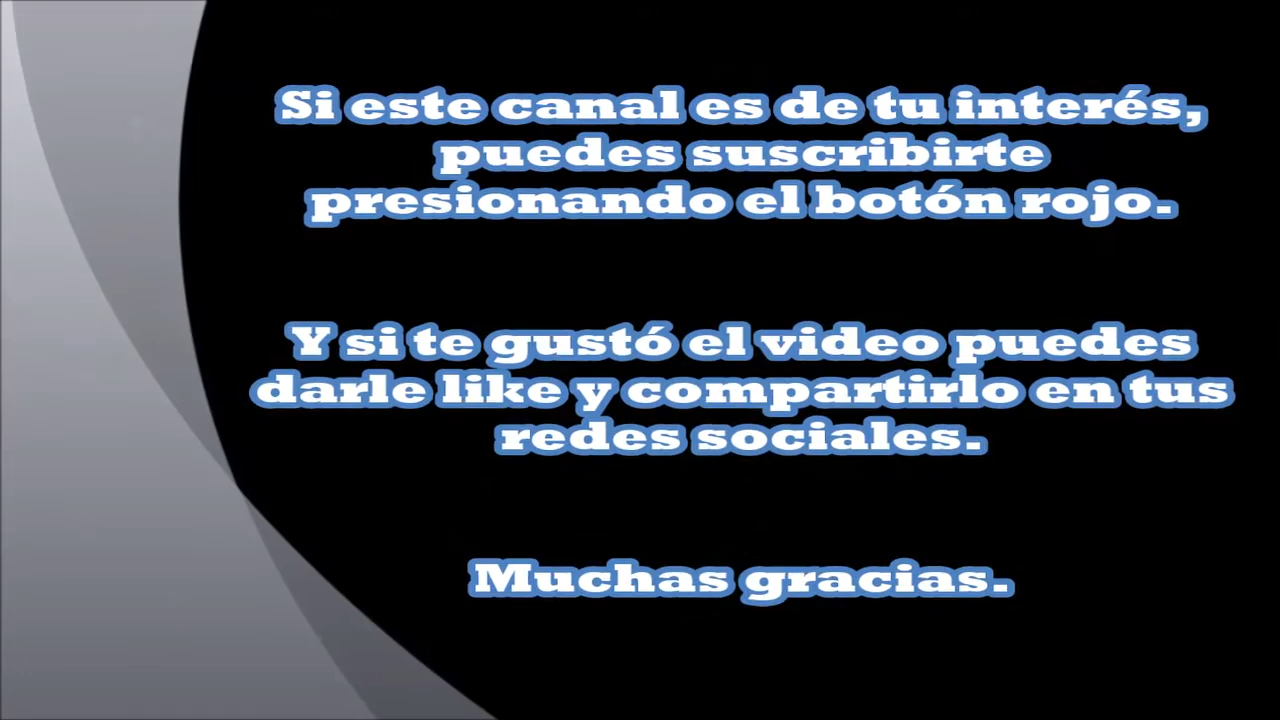 Si este canal es de tu interés,
puedes suscribirte
presionando el botón rojo.
Y si te gustó el video puedes
darle like y compartirlo en tus
redes sociales.
Muchas gracias.